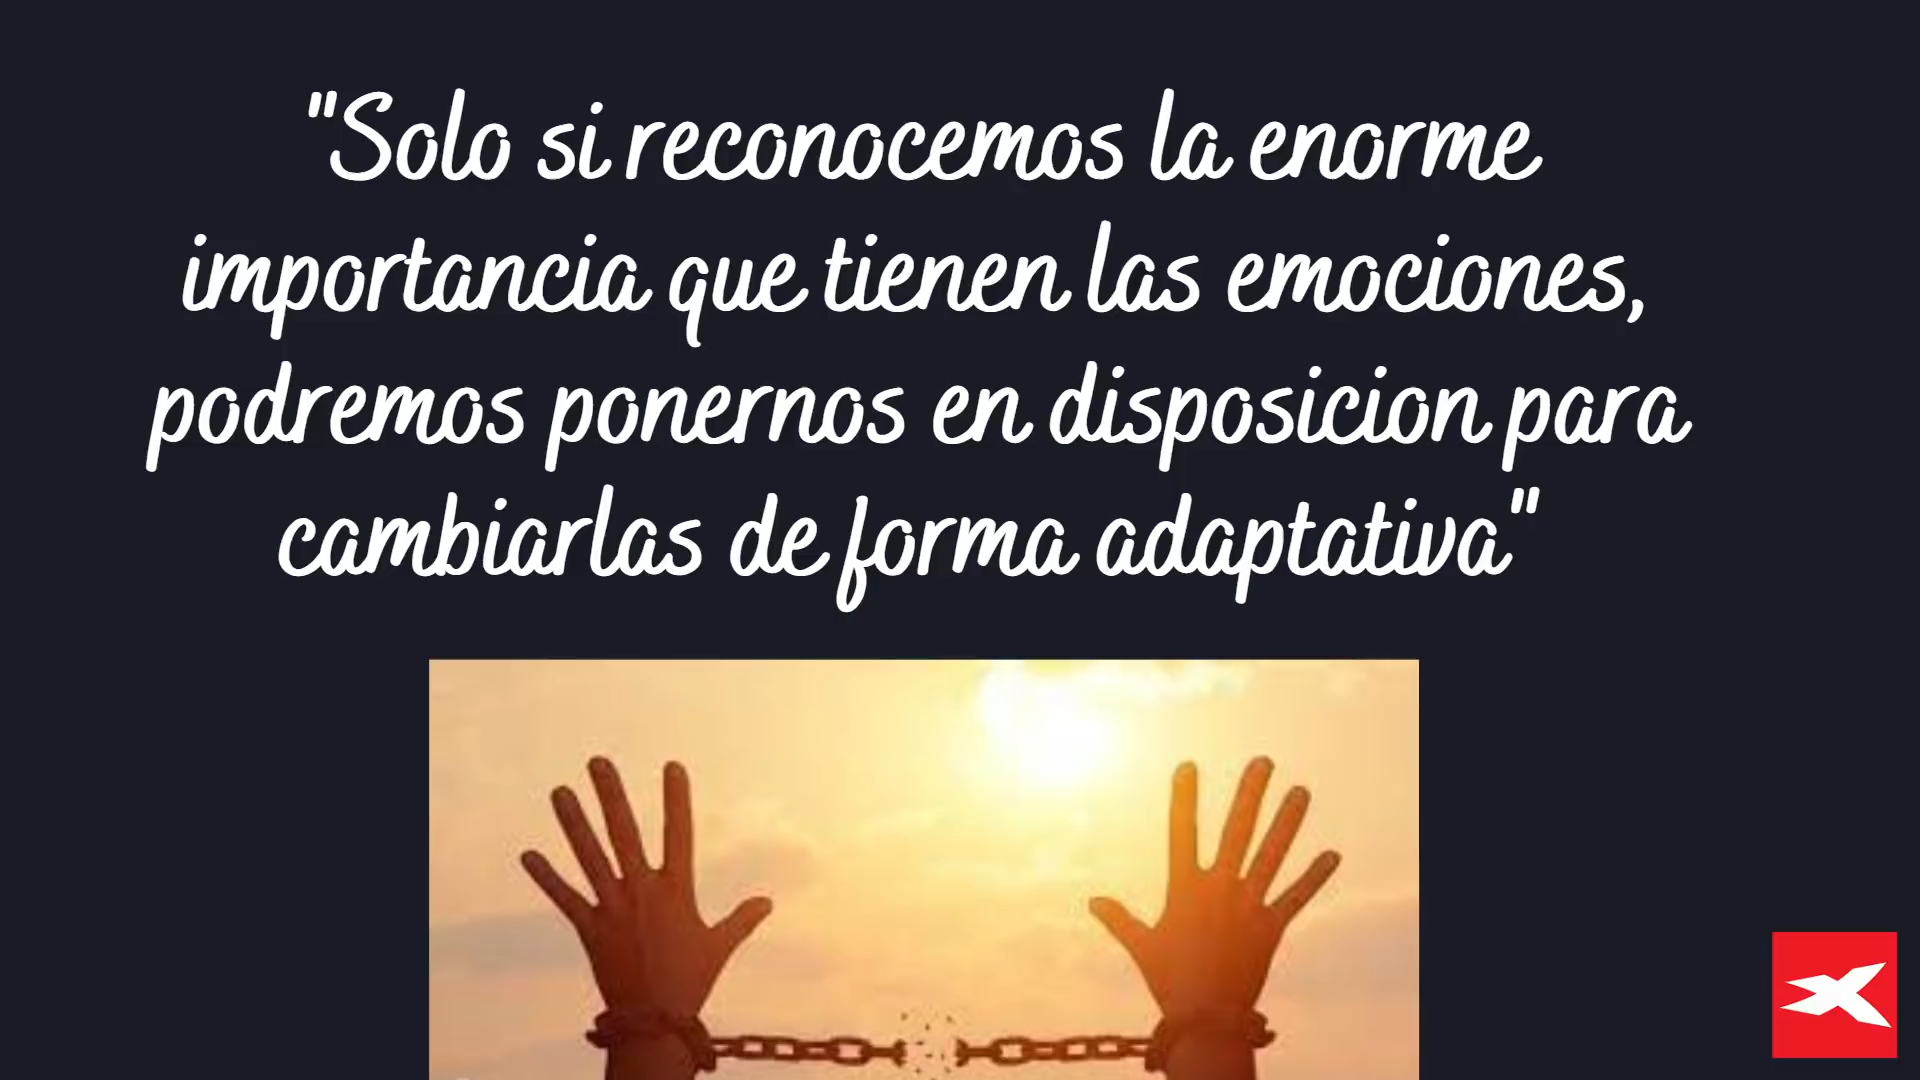 "Solo si reconocemos la enorme
importancia que tienen las emociones,
podremos ponernos en disposicion para
cambiarlas de forma adaptativa"